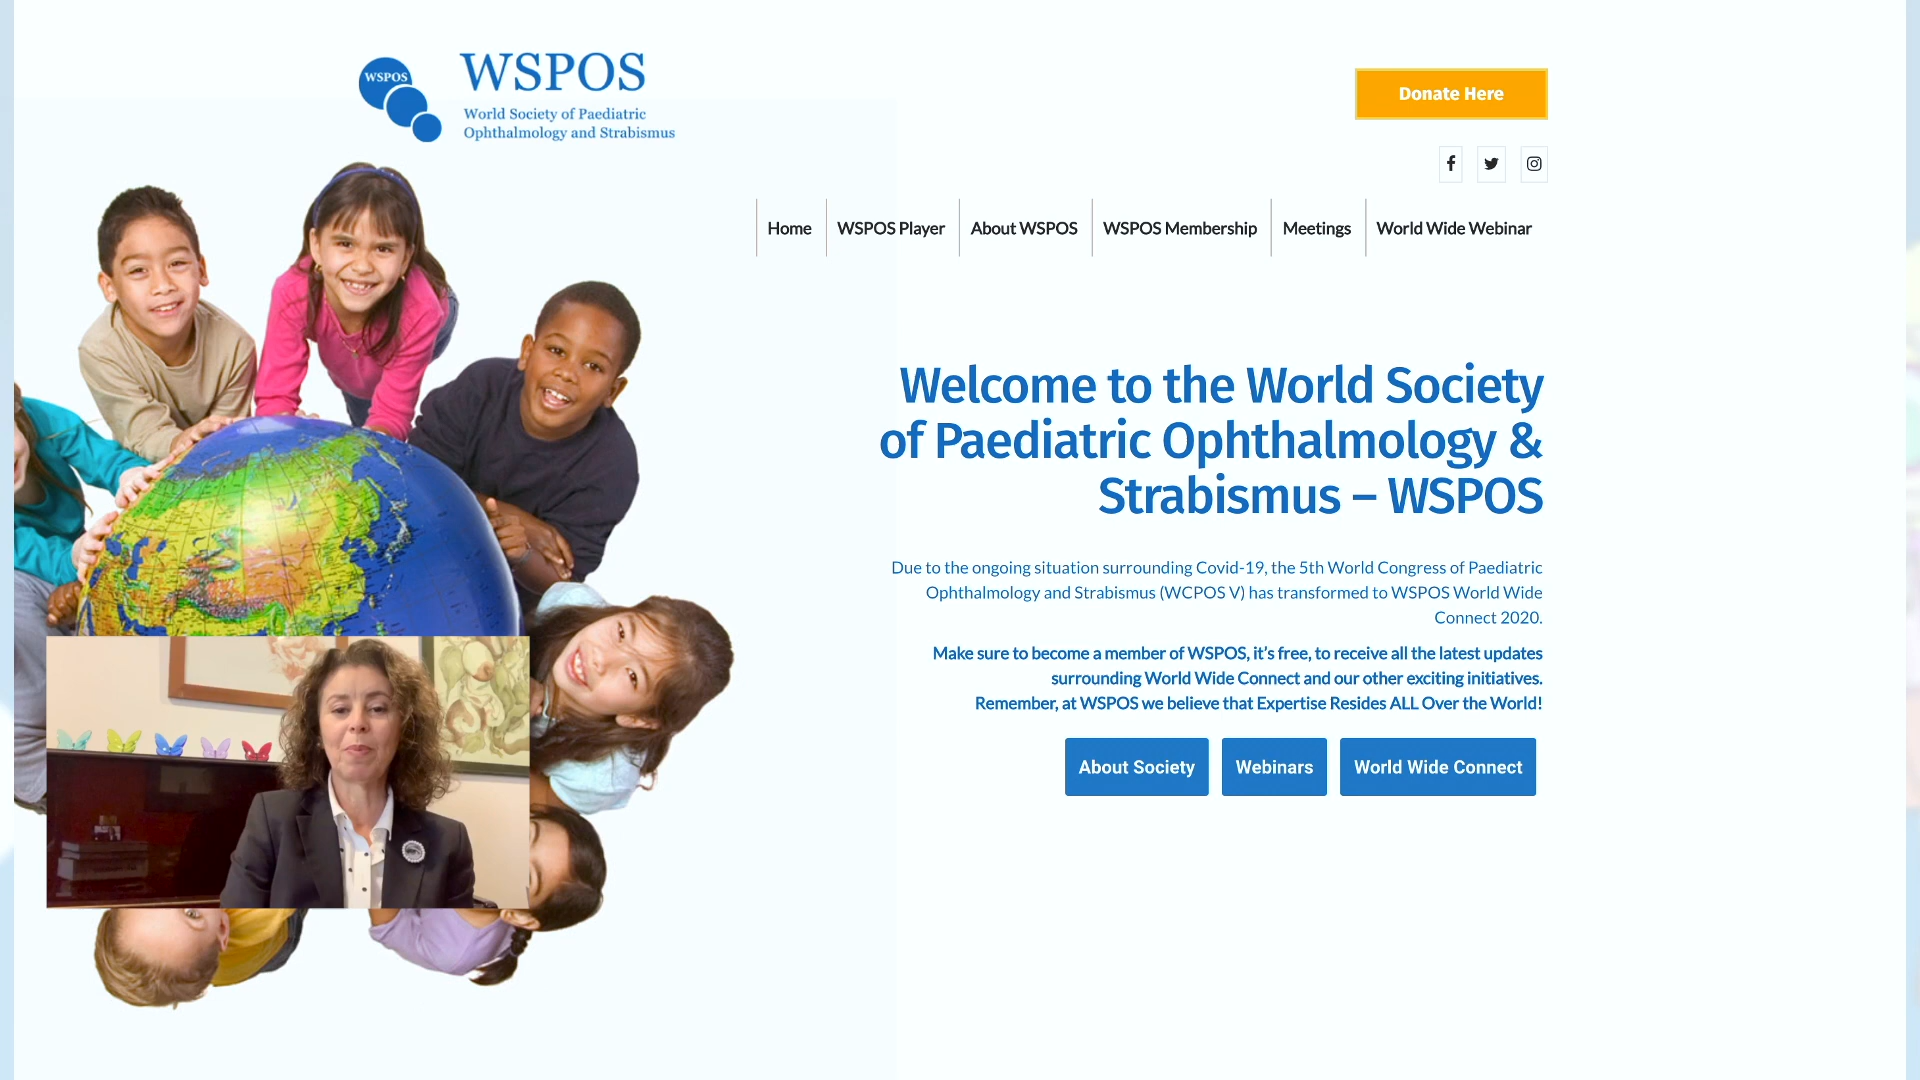 WSPOS
WSPOS
World Society of Paediatric
Ophthalmology and Strabismus
Donate Here
Home
WSPOS Player
About WSPOS
WSPOS Membership
Meetings
World Wide Webinar
Welcome to the World Society
of Paediatric Ophthalmology &
Strabismus – WSPOS
Due to the ongoing situation surrounding Covid-19, the 5th World Congress of Paediatric
Ophthalmology and Strabismus (WCPOS V) has transformed to WSPOS World Wide
Connect 2020.
Make sure to become a member of WSPOS, it’s free, to receive all the latest updates
surrounding World Wide Connect and our other exciting initiatives.
Remember, at WSPOS we believe that Expertise Resides ALL Over the World!
About Society
Webinars
World Wide Connect